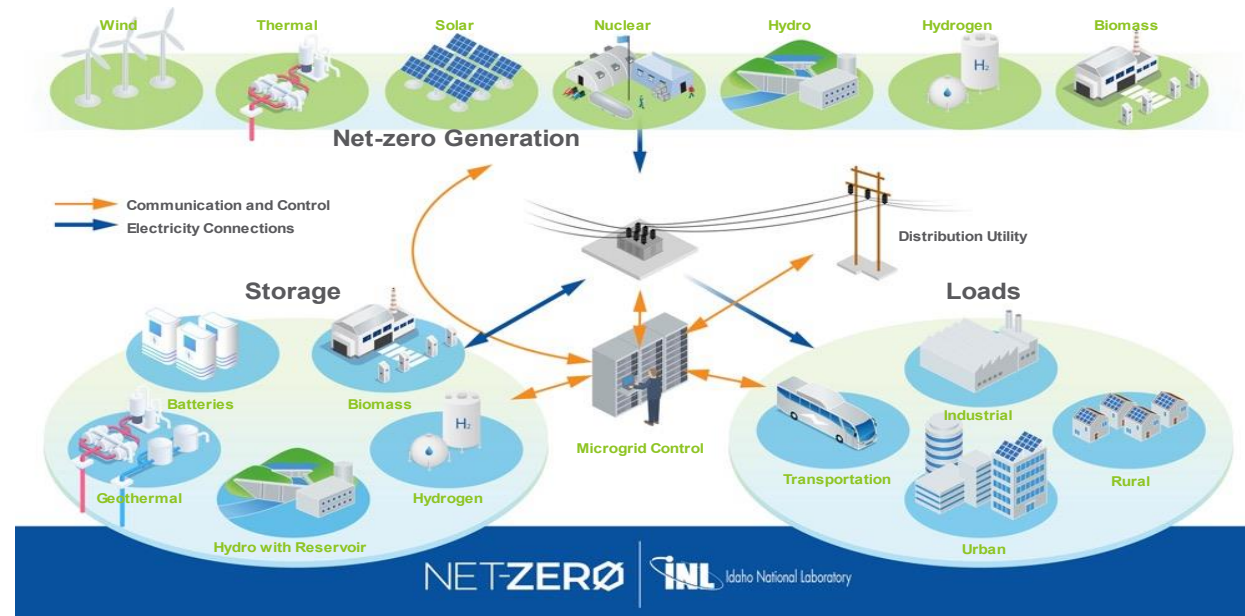 Wind
Thermal
Solar
Nuclear
Hydro
Hydrogen
Biomass
H2
Net-zero Generation
Communication and Control
Electricity Connections
Distribution Utility
Storage
Loads
Batteries
Biomass
Industrial
H2
Microgrid Control
Transportation
Rural
Geothermal
Hydrogen
Hydro with Reservoir
Urban
NET-ZERØ
INL Idaho National Laboratory